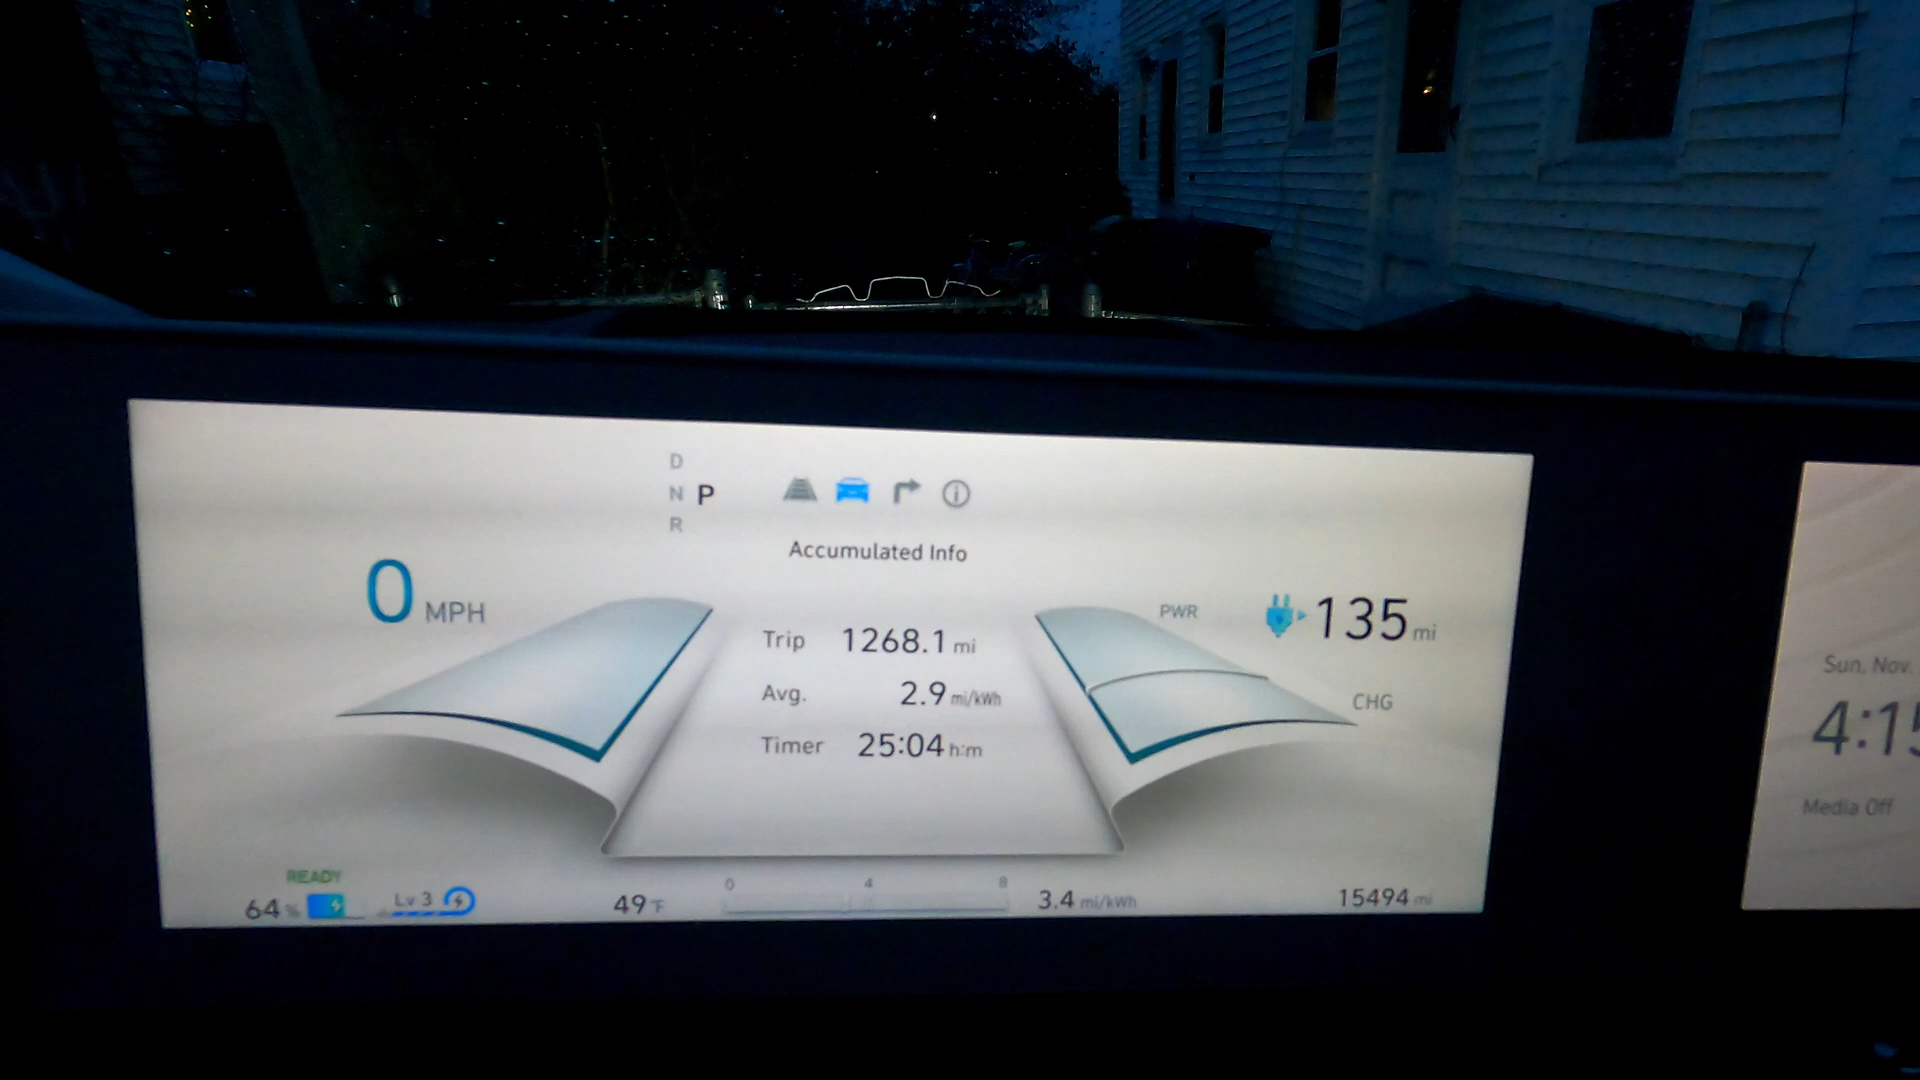 D
N P
R
Accumulated Info
0 MPH
PWR
135 mi
Trip 1268.1 mi
Avg. 2.9 mi/kWh
CHG
Timer 25:04 h:m
READY
64 % Lv 3
49 °F
0 4 8
3.4 mi/kWh
15494 mi
Sun, Nov.
4:15
Media Off